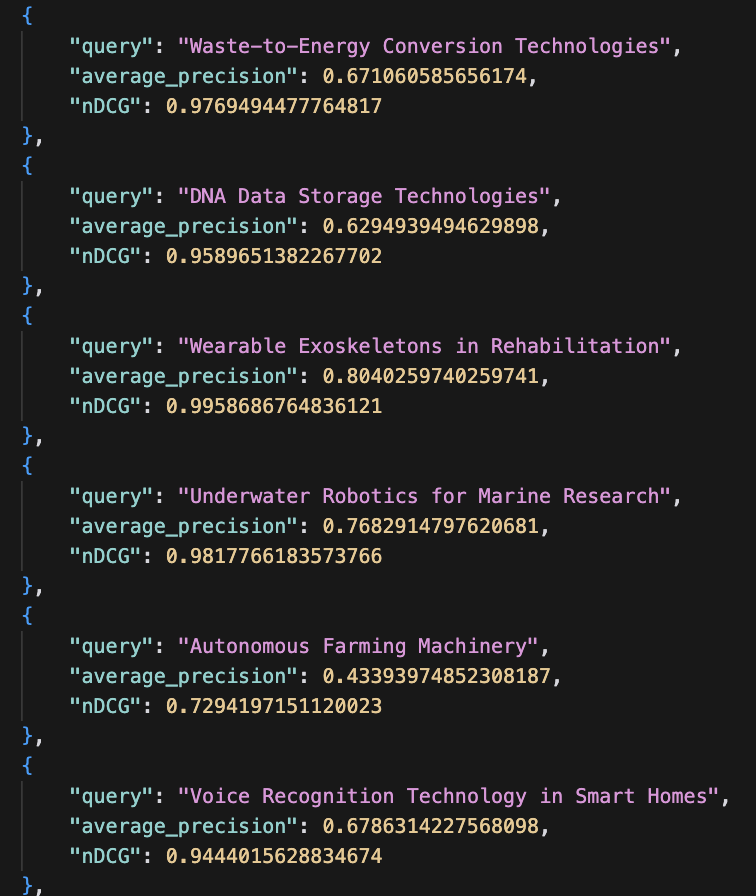 {
"query": "Waste-to-Energy Conversion Technologies",
"average_precision": 0.671060585656174,
"nDCG": 0.9769494477764817
},
{
"query": "DNA Data Storage Technologies",
"average_precision": 0.6294939494629898,
"nDCG": 0.9589651382267702
},
{
"query": "Wearable Exoskeletons in Rehabilitation",
"average_precision": 0.8040259740259741,
"nDCG": 0.9958686764836121
},
{
"query": "Underwater Robotics for Marine Research",
"average_precision": 0.7682914797620681,
"nDCG": 0.9817766183573766
},
{
"query": "Autonomous Farming Machinery",
"average_precision": 0.43393974852308187,
"nDCG": 0.7294197151120023
},
{
"query": "Voice Recognition Technology in Smart Homes",
"average_precision": 0.6786314227568098,
"nDCG": 0.9444015628834674
},